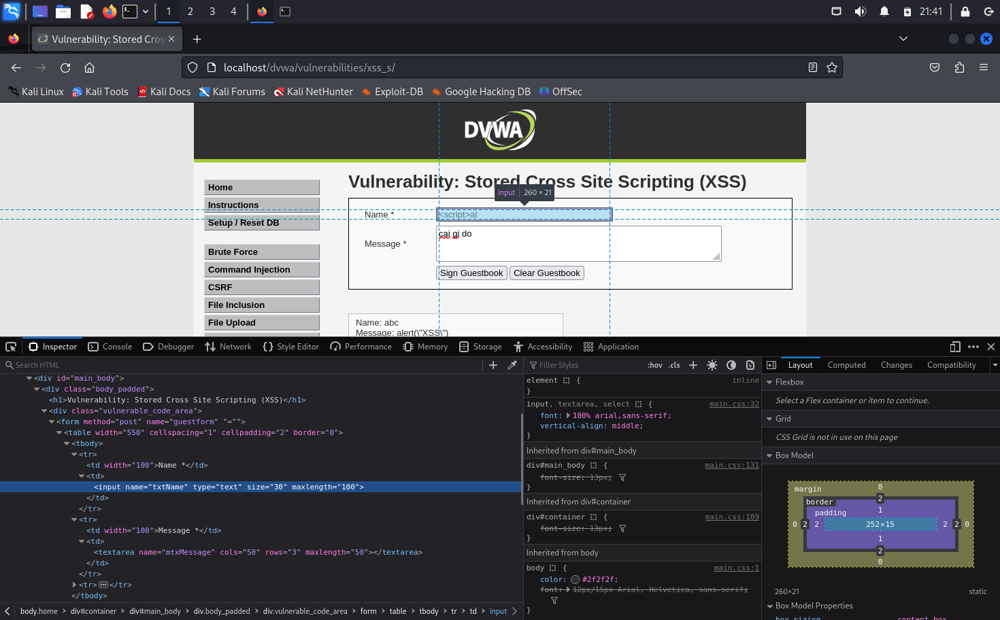 1 2 3 4 21:41
Vulnerability: Stored Cros
localhost/dvwa/vulnerabilities/xss_s/
Kali Linux Kali Tools Kali Docs Kali Forums Kali NetHunter Exploit-DB Google Hacking DB OffSec
DVWA
Home
Instructions
Setup / Reset DB
Brute Force
Command Injection
CSRF
File Inclusion
File Upload
Vulnerability: Stored Cross Site Scripting (XSS)
input 260 × 21
Name * <script>al
Message * cai gi do
Sign Guestbook Clear Guestbook
Name: abc
Message: alert(\"XSS\")
Inspector Console Debugger Network Style Editor Performance Memory Storage Accessibility Application
Search HTML
<div id="main_body">
<div class="body_padded">
<h1>Vulnerability: Stored Cross Site Scripting (XSS)</h1>
<div class="vulnerable_code_area">
<form method="post" name="guestform" "="">
<table width="550" cellspacing="1" cellpadding="2" border="0">
<tbody>
<tr>
<td width="100">Name *</td>
<td>
<input name="txtName" type="text" size="30" maxlength="100">
</td>
</tr>
<tr>
<td width="100">Message *</td>
<td>
<textarea name="mtxMessage" cols="50" rows="3" maxlength="50"></textarea>
</td>
</tr>
<tr></tr>
</tbody>
body.home div#container div#main_body div.body_padded div.vulnerable_code_area form table tbody tr td input
Filter Styles :hov .cls
element { inline
}
input, textarea, select { main.css:32
font: 100% arial,sans-serif;
vertical-align: middle;
}
Inherited from div#main_body
div#main_body { main.css:131
font-size: 13px;
}
Inherited from div#container
div#container { main.css:109
font-size: 13px;
}
Inherited from body
body { main.css:1
color: #2f2f2f;
font: 12px/15px Arial, Helvetica, sans-serif;
}
Layout Computed Changes Compatibility
Flexbox
Select a Flex container or item to continue.
Grid
CSS Grid is not in use on this page
Box Model
margin 0
border 2
padding 1
0 2 2 252×15 2 2 0
1
2
0
260×21 static
Box Model Properties
box-sizing content-box